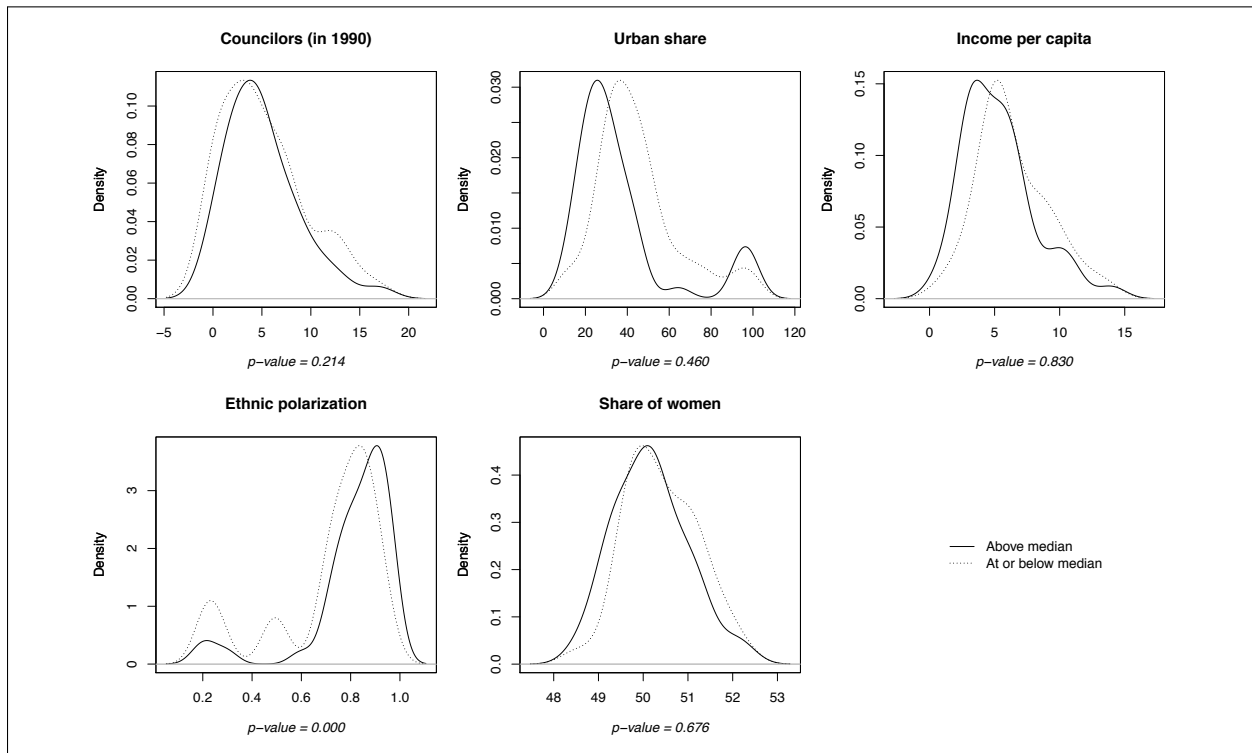 Councilors (in 1990)
Density
0.00 0.02 0.04 0.06 0.08 0.10
−5 0 5 10 15 20
p−value = 0.214
Urban share
Density
0.000 0.010 0.020 0.030
0 20 40 60 80 100 120
p−value = 0.460
Income per capita
Density
0.00 0.05 0.10 0.15
0 5 10 15
p−value = 0.830
Ethnic polarization
Density
0 1 2 3
0.2 0.4 0.6 0.8 1.0
p−value = 0.000
Share of women
Density
0.0 0.1 0.2 0.3 0.4
48 49 50 51 52 53
p−value = 0.676
Above median
At or below median